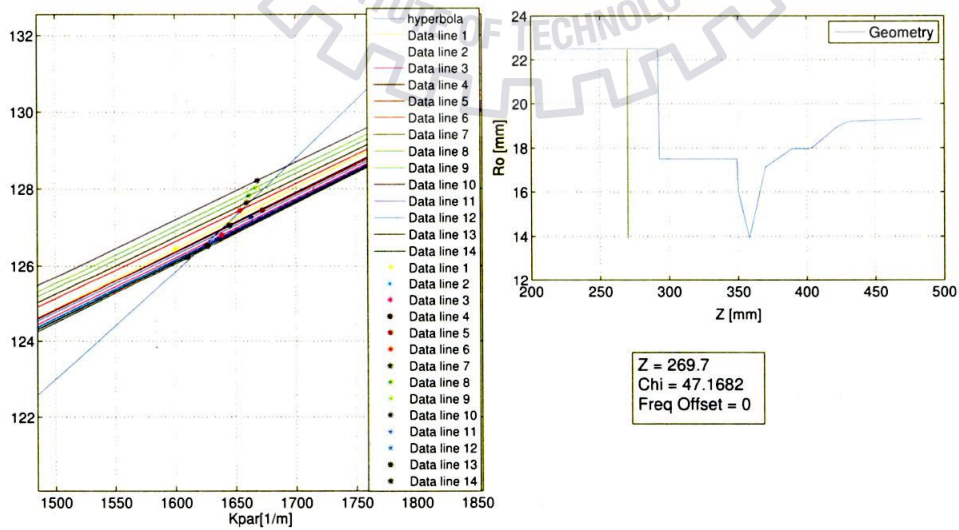 132
130
128
126
124
122
1500
1550
1600
1650
1700
1750
1800
1850
Kpar[1/m]
hyperbola
Data line 1
Data line 2
Data line 3
Data line 4
Data line 5
Data line 6
Data line 7
Data line 8
Data line 9
Data line 10
Data line 11
Data line 12
Data line 13
Data line 14
Data line 1
Data line 2
Data line 3
Data line 4
Data line 5
Data line 6
Data line 7
Data line 8
Data line 9
Data line 10
Data line 11
Data line 12
Data line 13
Data line 14
OF TECHNOLO
24
22
20
18
16
14
12
Ro [mm]
200
250
300
350
400
450
500
Z [mm]
Geometry
Z = 269.7
Chi = 47.1682
Freq Offset = 0